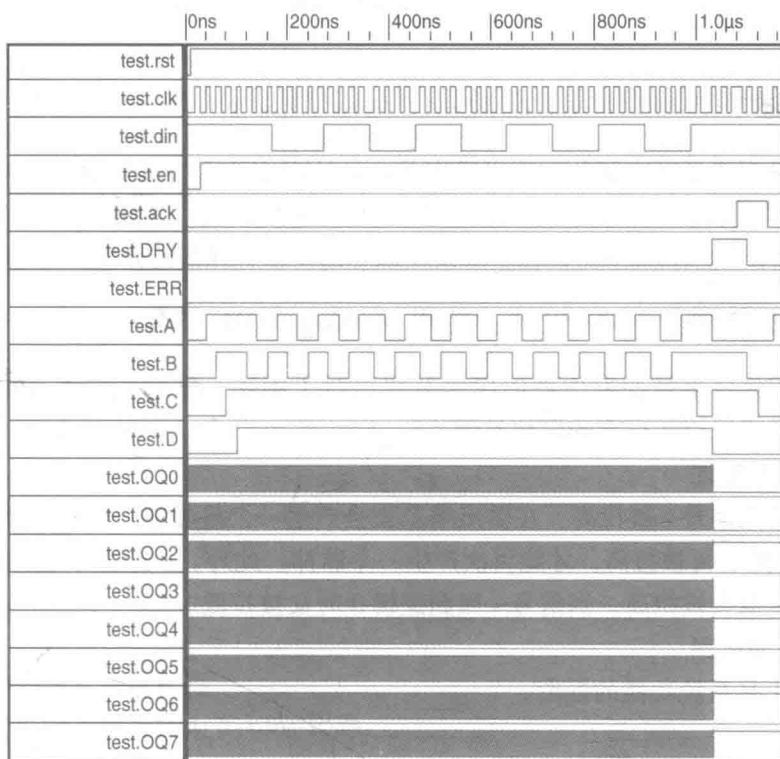 0ns 200ns 400ns 600ns 800ns 1.0µs
test.rst
test.clk
test.din
test.en
test.ack
test.DRY
test.ERR
test.A
test.B
test.C
test.D
test.OQ0
test.OQ1
test.OQ2
test.OQ3
test.OQ4
test.OQ5
test.OQ6
test.OQ7